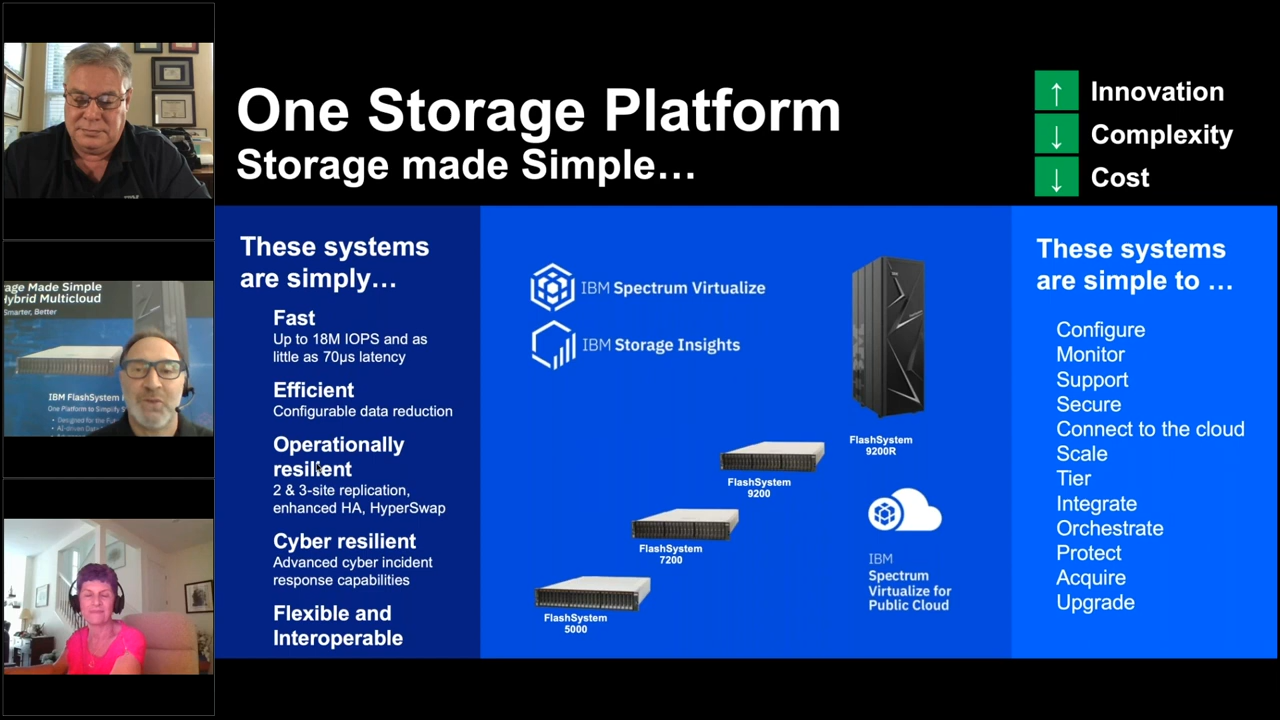 One Storage Platform
Storage made Simple…
↑ Innovation
↓ Complexity
↓ Cost
These systems
are simply…
Fast
Up to 18M IOPS and as
little as 70µs latency
Efficient
Configurable data reduction
Operationally
resilient
2 & 3-site replication,
enhanced HA, HyperSwap
Cyber resilient
Advanced cyber incident
response capabilities
Flexible and
Interoperable
IBM Spectrum Virtualize
IBM Storage Insights
FlashSystem
9200R
FlashSystem
9200
FlashSystem
7200
FlashSystem
5000
IBM
Spectrum
Virtualize for
Public Cloud
These systems
are simple to …
Configure
Monitor
Support
Secure
Connect to the cloud
Scale
Tier
Integrate
Orchestrate
Protect
Acquire
Upgrade
rage Made Simple
Hybrid Multicloud
Smarter, Better
IBM FlashSystem
One Platform to Simplify